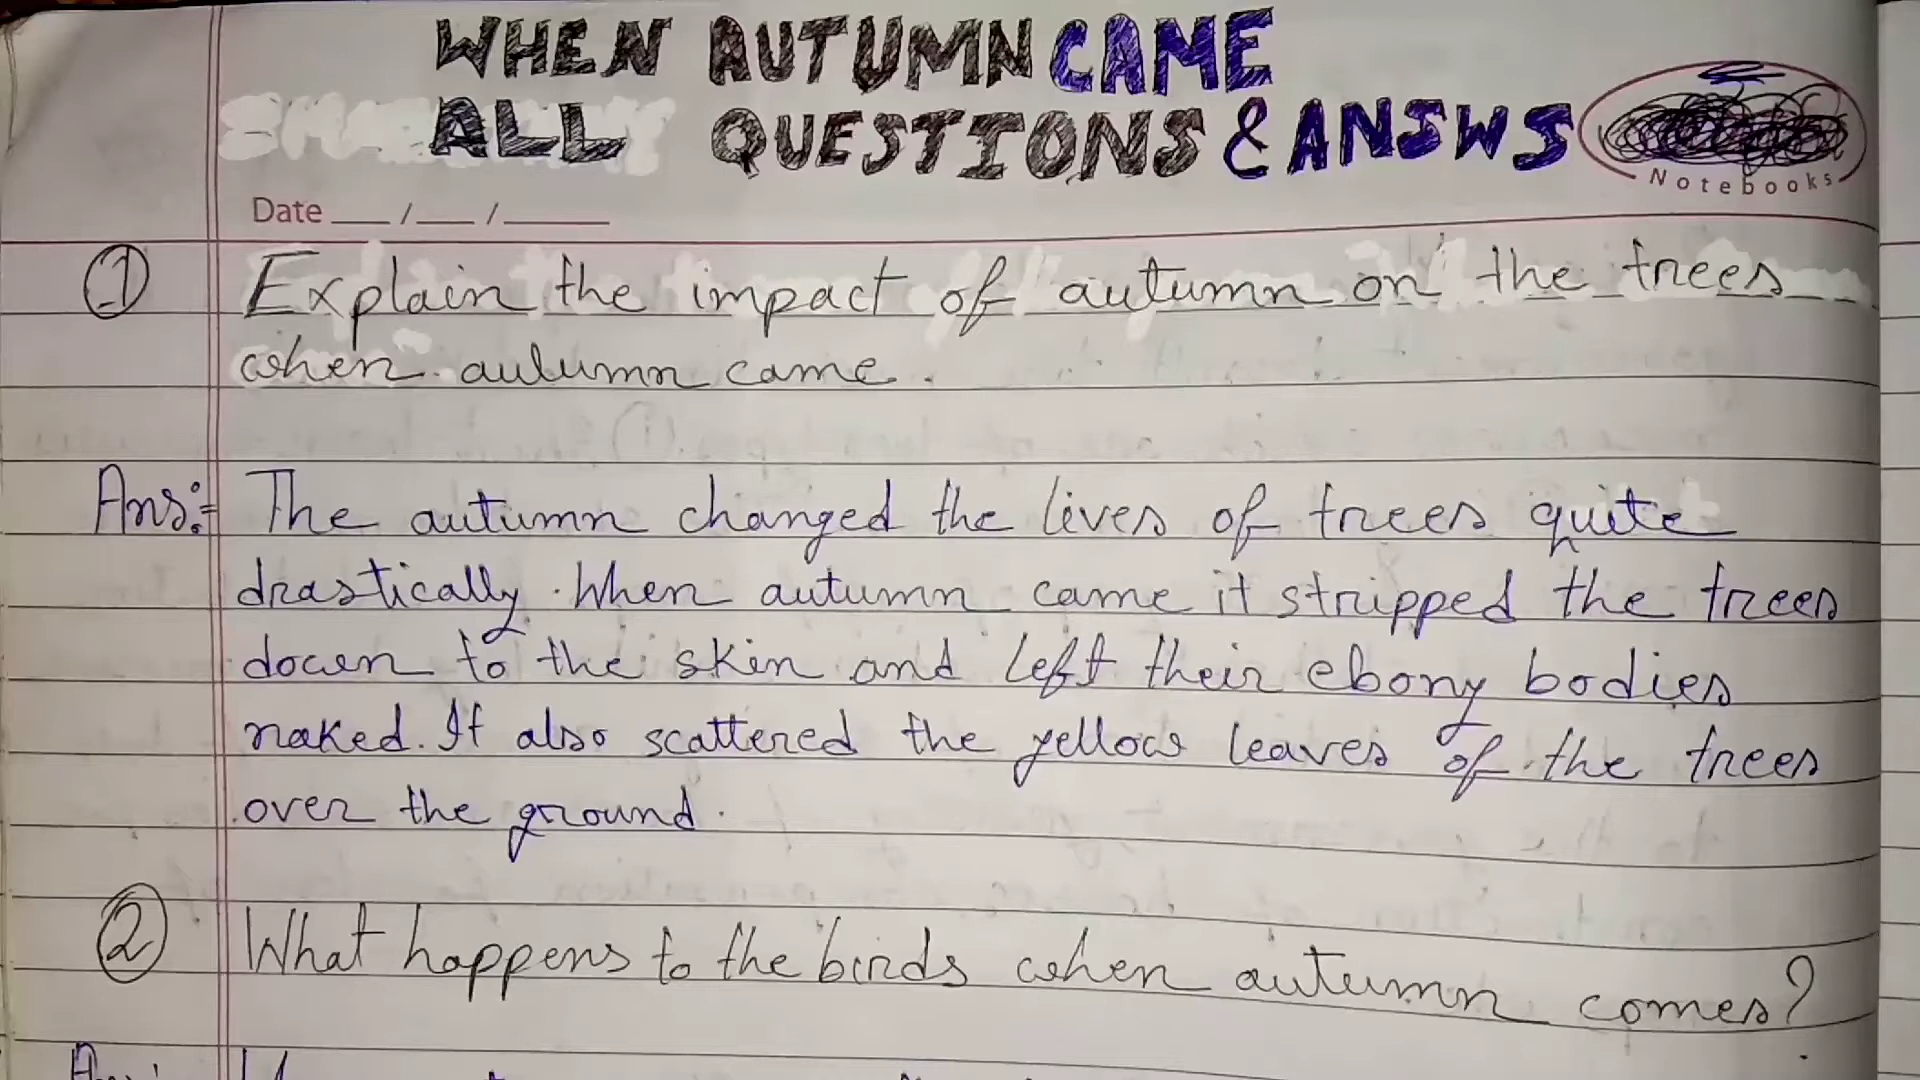 WHEN AUTUMN CAME
ALL QUESTIONS & ANSWS
Notebooks
Date __/__/____
1 Explain the impact of autumn on the trees
when autumn came.
Ans:= The autumn changed the lives of trees quite
drastically. When autumn came it stripped the trees
down to the skin and left their ebony bodies
naked. It also scattered the yellow leaves of the trees
over the ground.
2 What happens to the birds when autumn comes?
Ans: